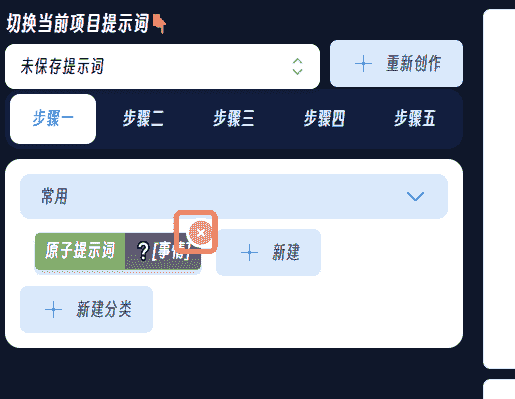 切换当前项目提示词
未保存提示词
重新创作
步骤一 步骤二 步骤三 步骤四 步骤五
常用
原子提示词 ？[事情]
新建
新建分类